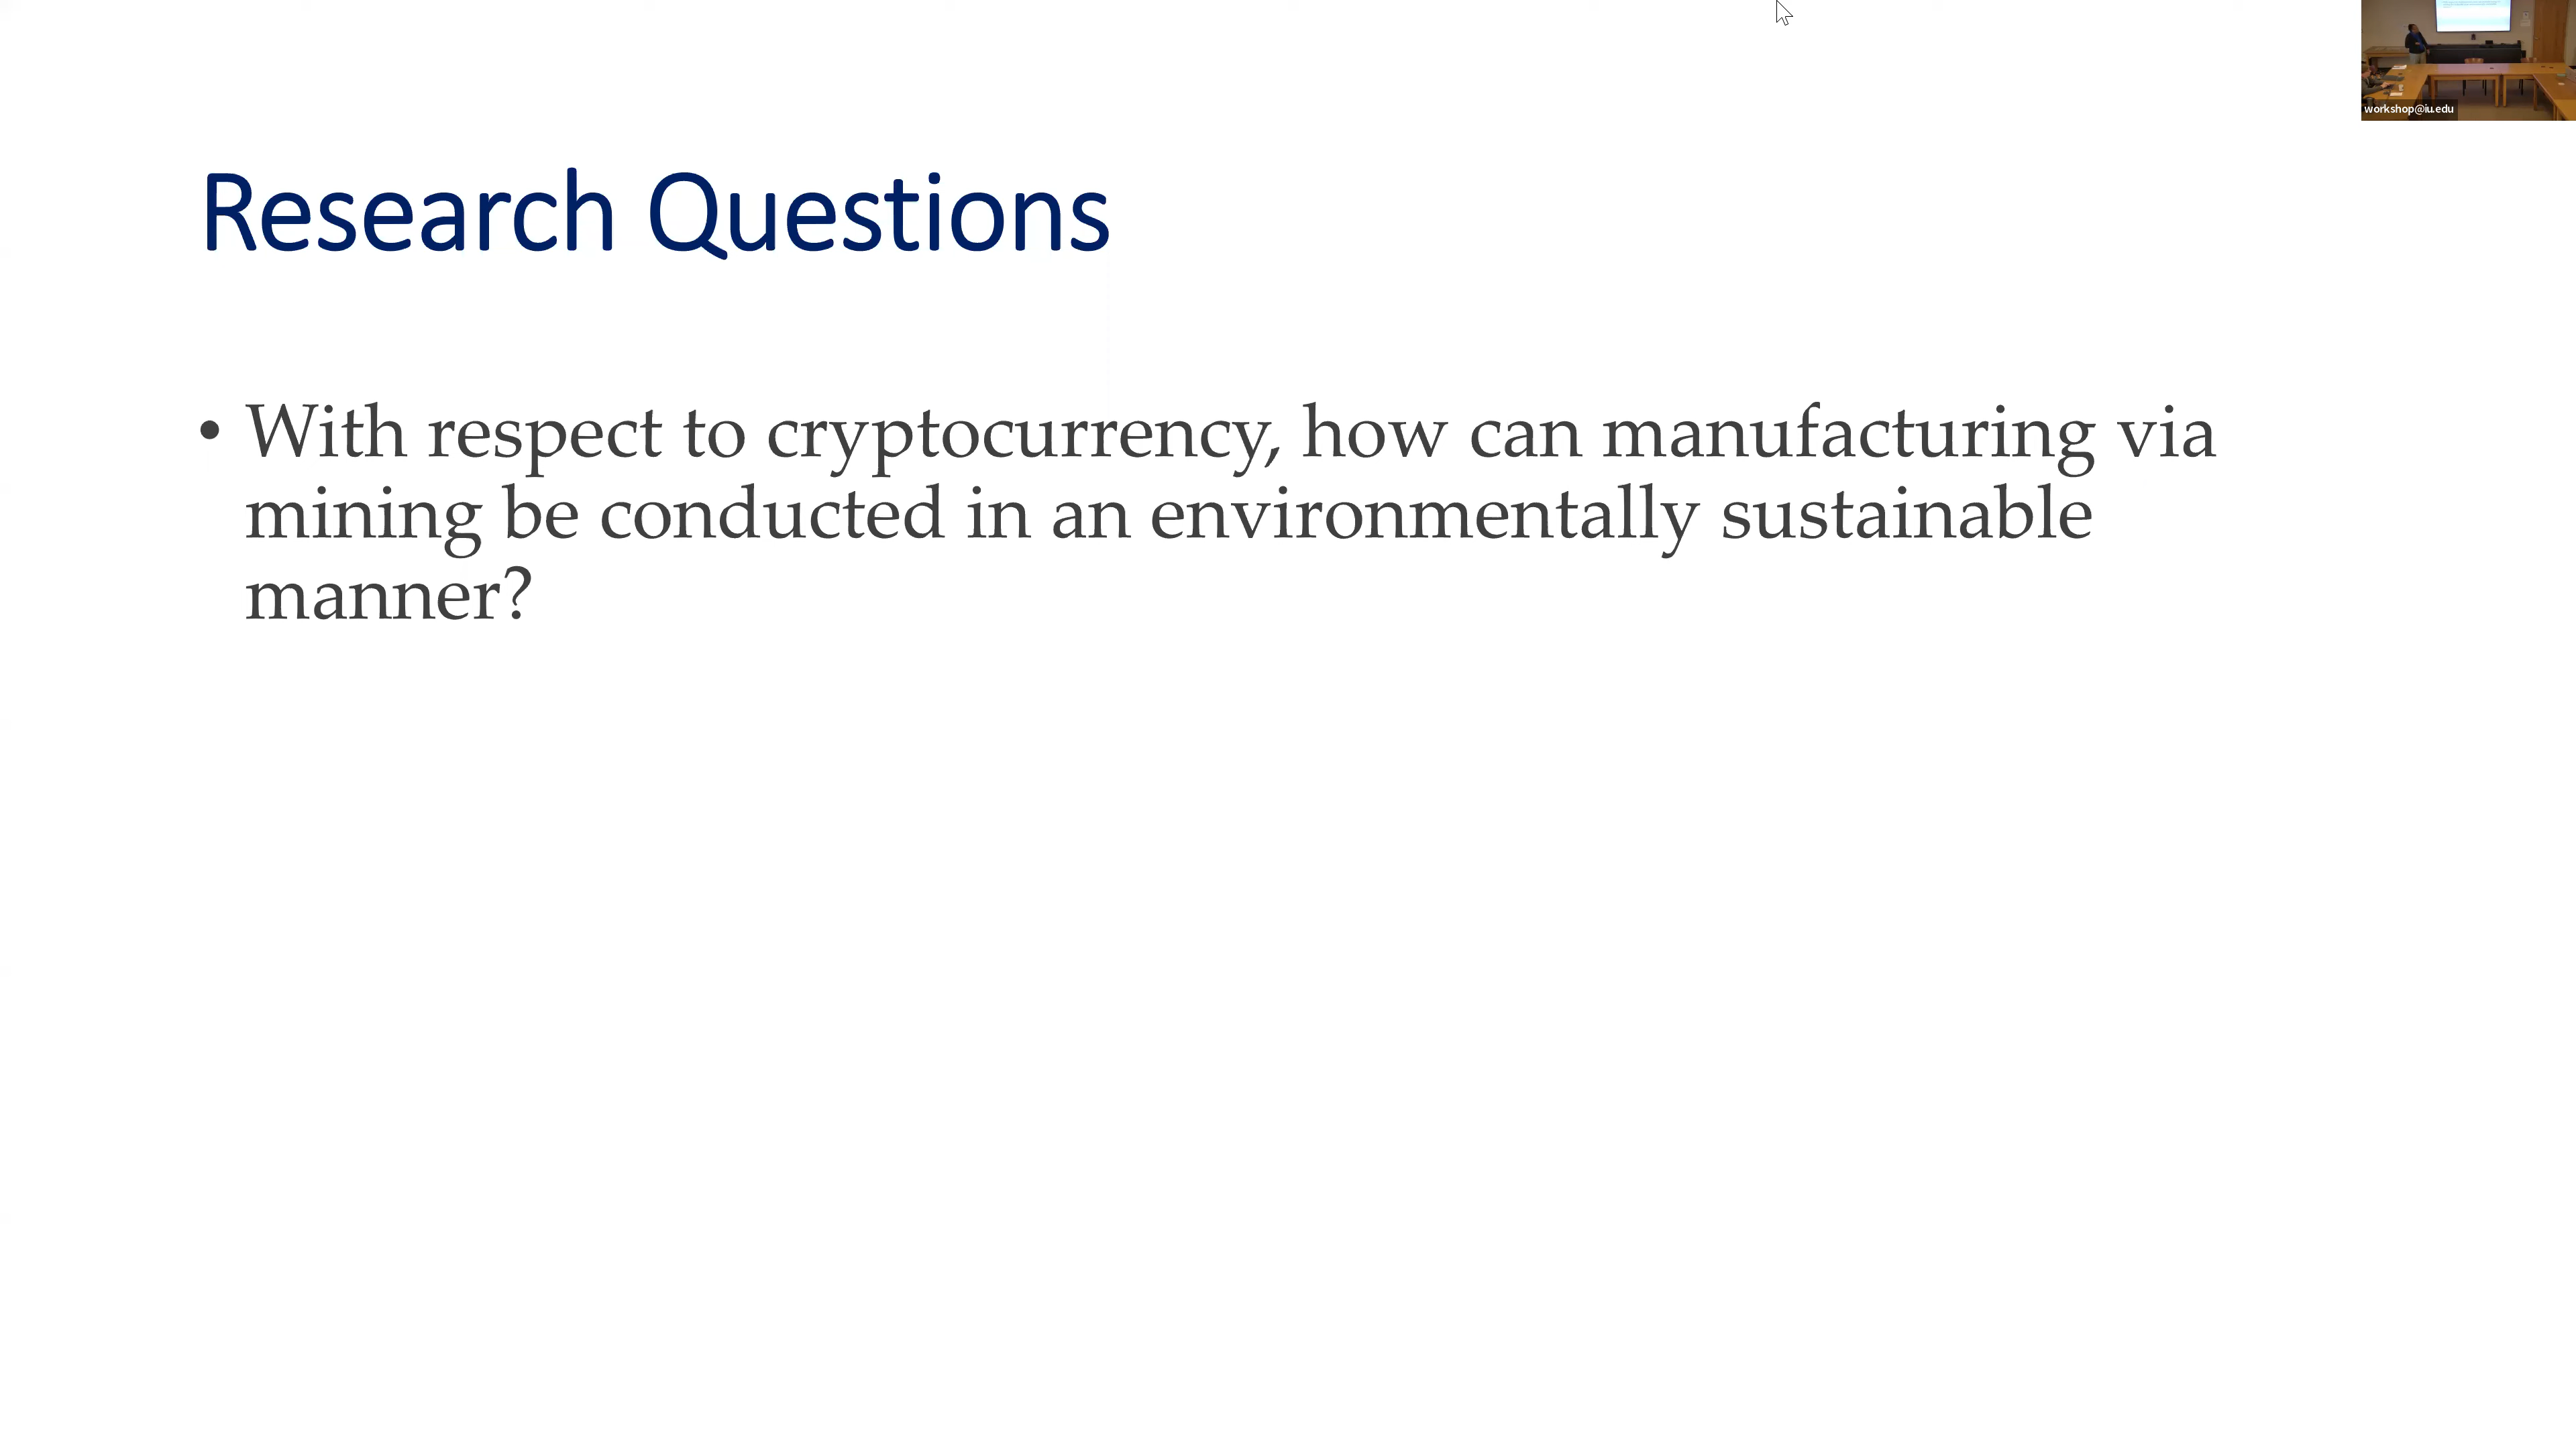 workshop@iu.edu
Research Questions
• With respect to cryptocurrency, how can manufacturing via
mining be conducted in an environmentally sustainable
manner?